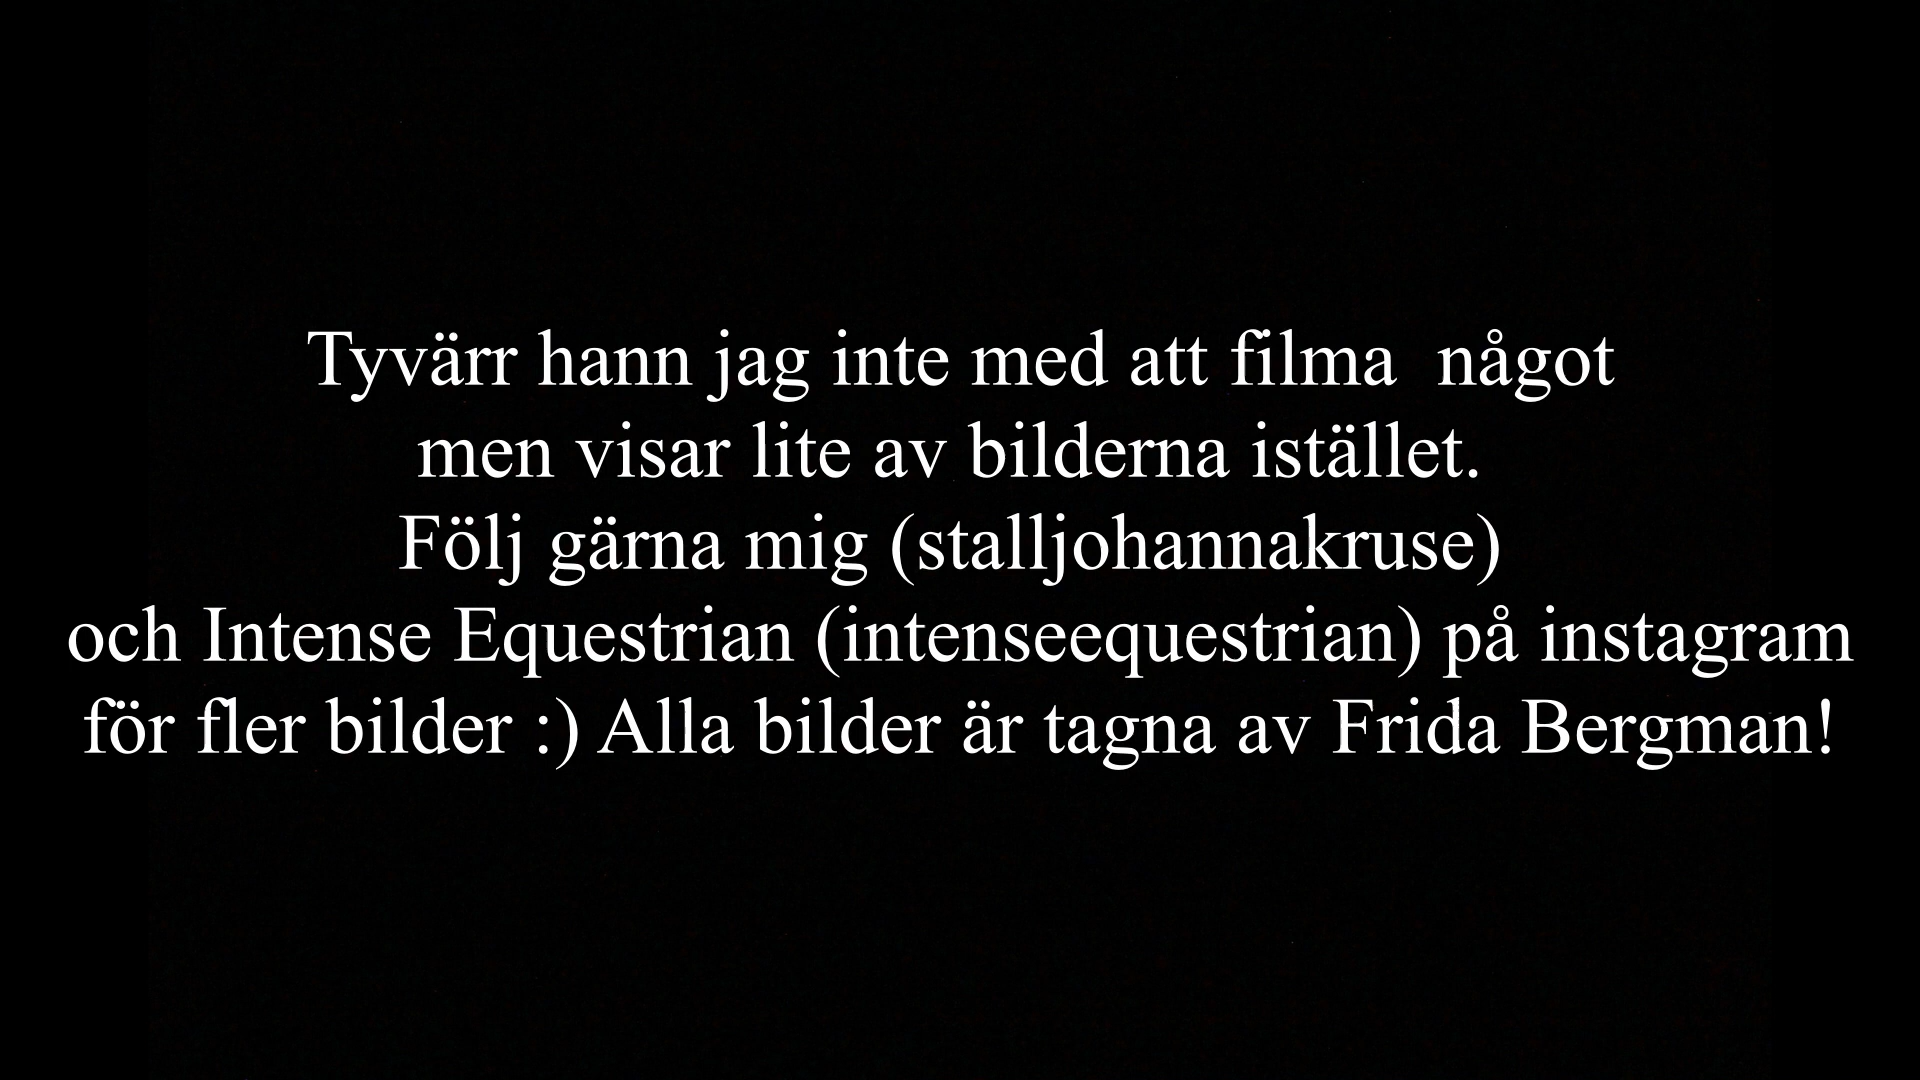 Tyvärr hann jag inte med att filma  något
men visar lite av bilderna istället.
Följ gärna mig (stalljohannakruse)
och Intense Equestrian (intenseequestrian) på instagram
för fler bilder :) Alla bilder är tagna av Frida Bergman!